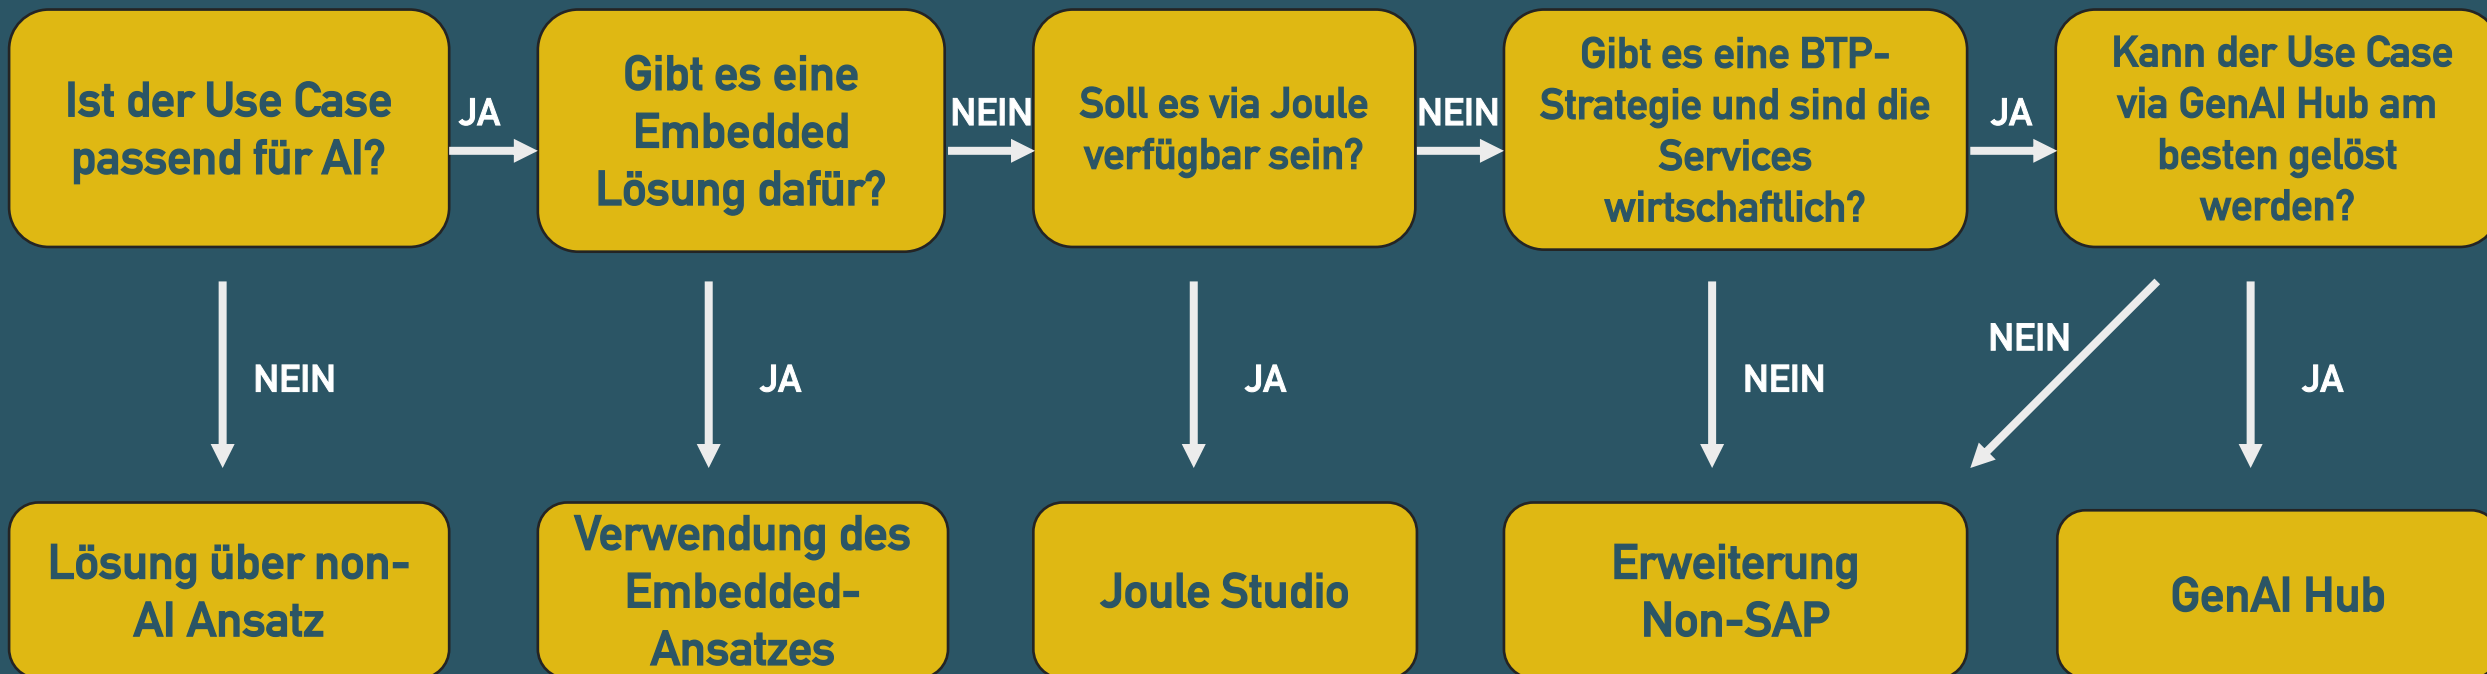 Ist der Use Case
passend für AI?
JA
Gibt es eine
Embedded
Lösung dafür?
NEIN
Soll es via Joule
verfügbar sein?
NEIN
Gibt es eine BTP-
Strategie und sind die
Services
wirtschaftlich?
JA
Kann der Use Case
via GenAI Hub am
besten gelöst
werden?
NEIN
JA
JA
NEIN
NEIN
JA
Lösung über non-
AI Ansatz
Verwendung des
Embedded-
Ansatzes
Joule Studio
Erweiterung
Non-SAP
GenAI Hub